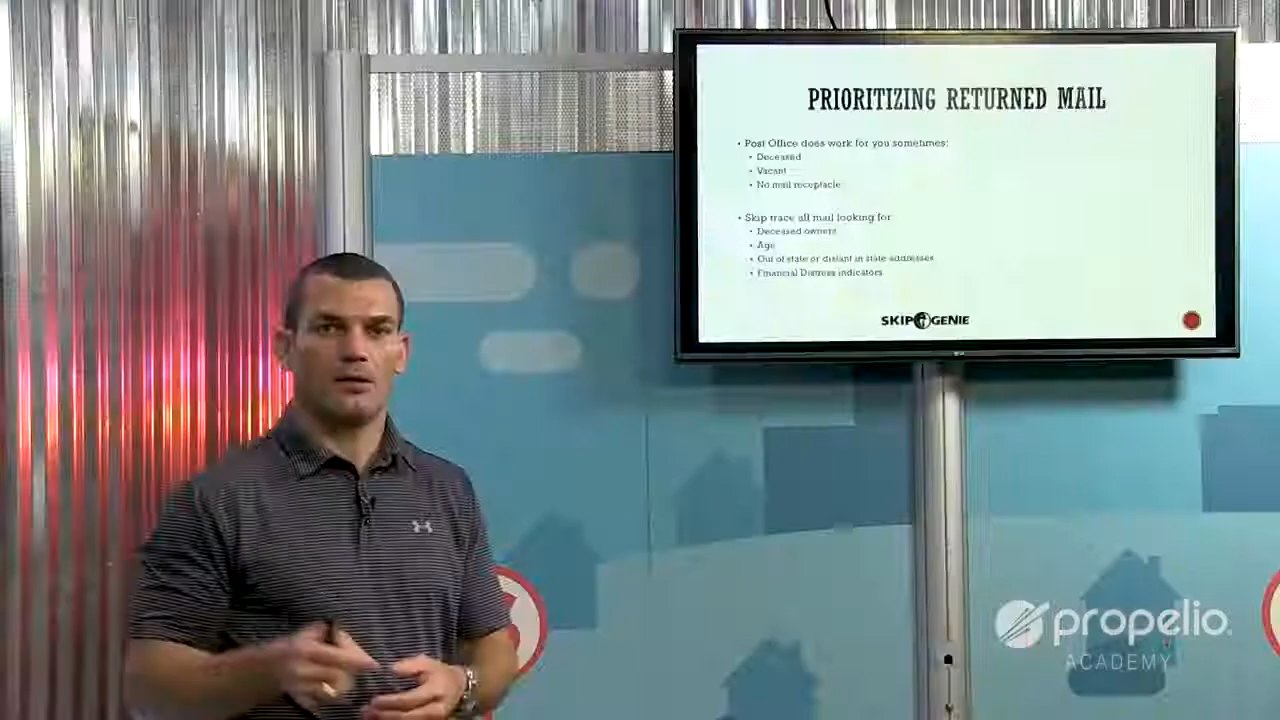 PRIORITIZING RETURNED MAIL
• Post Office does work for you sometimes:
• Deceased
• Vacant
• No mail receptacle
• Skip trace all mail looking for
• Deceased owners
• Age
• Out of state or distant in state addresses
• Financial Distress indicators
SKIP GENIE
propelio
ACADEMY